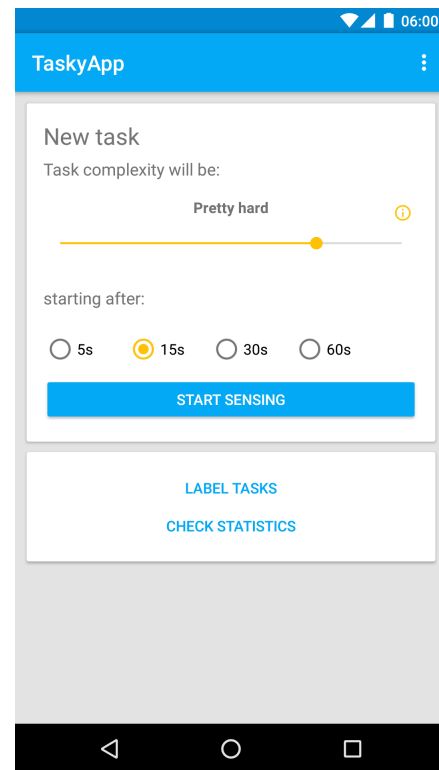 06:00
TaskyApp
New task
Task complexity will be:
Pretty hard
starting after:
5s 15s 30s 60s
START SENSING
LABEL TASKS
CHECK STATISTICS